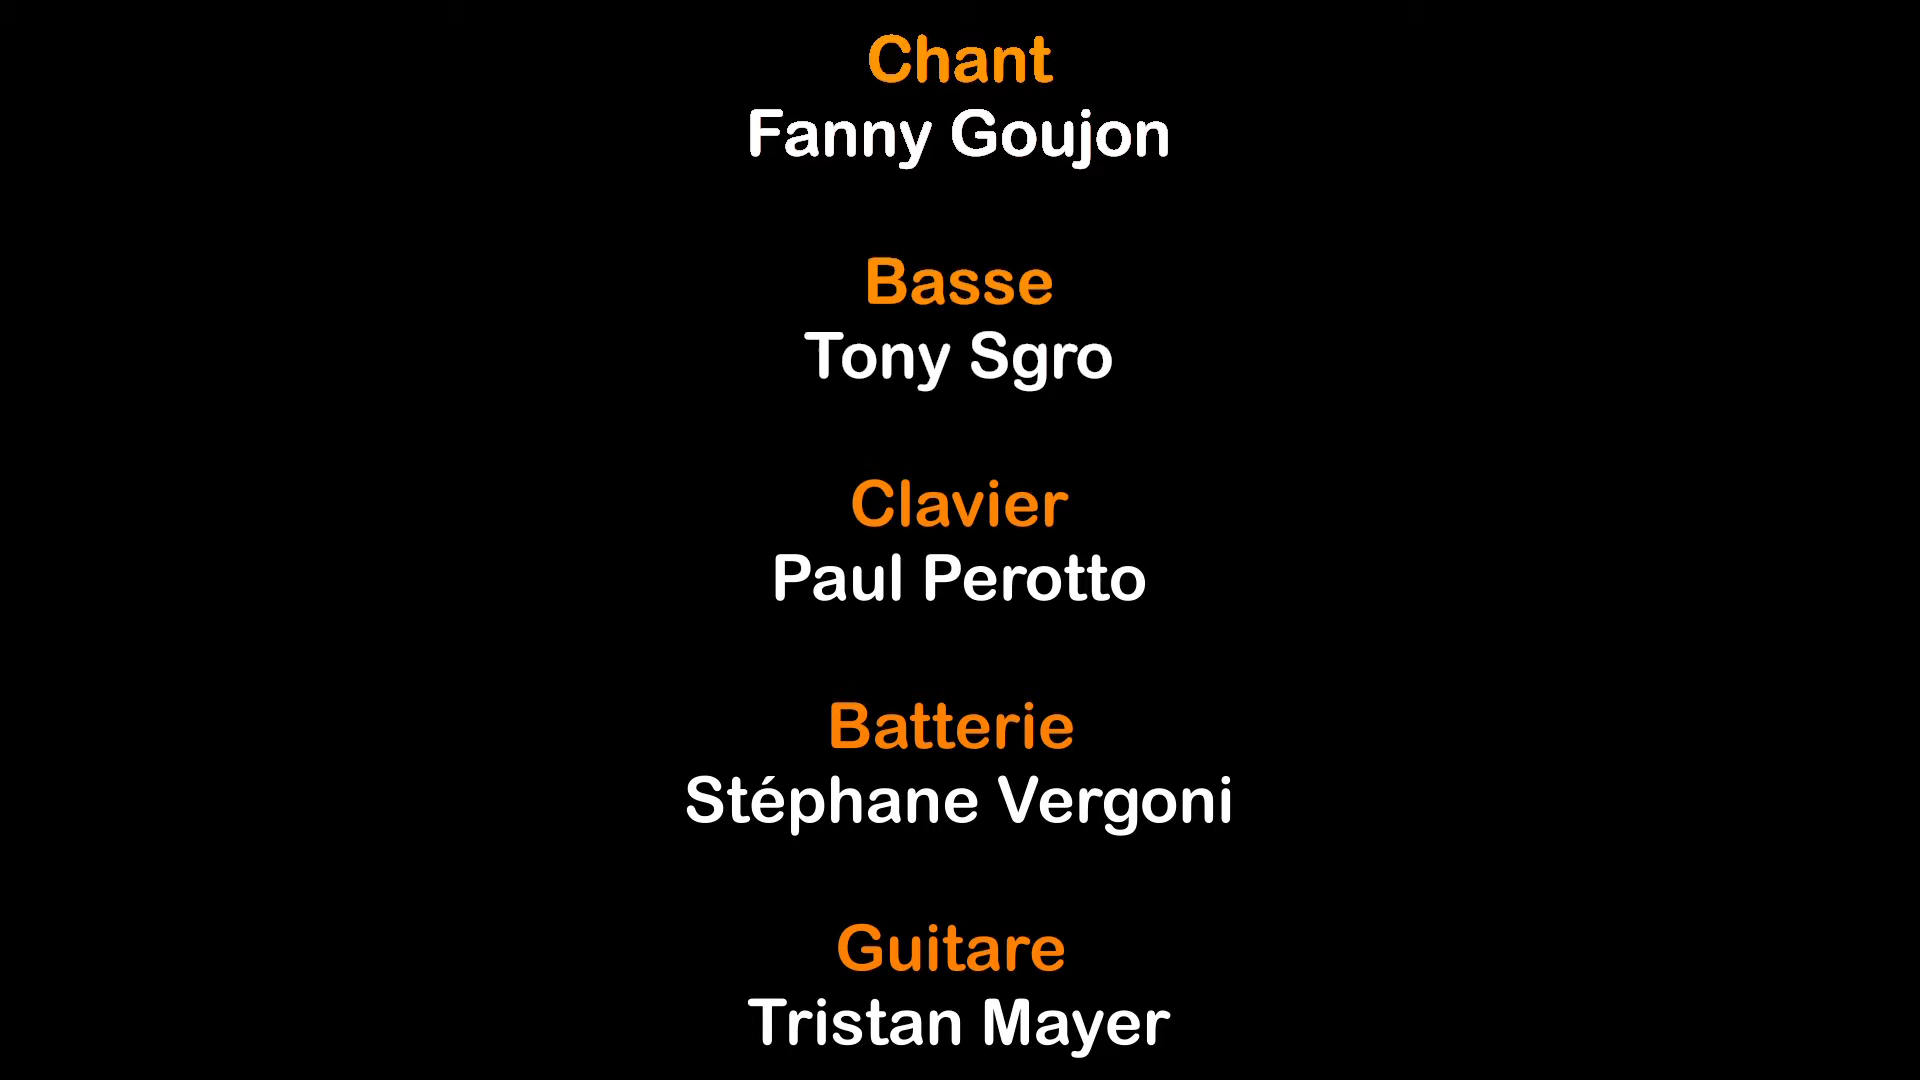 Chant
Fanny Goujon
Basse
Tony Sgro
Clavier
Paul Perotto
Batterie
Stéphane Vergoni
Guitare
Tristan Mayer